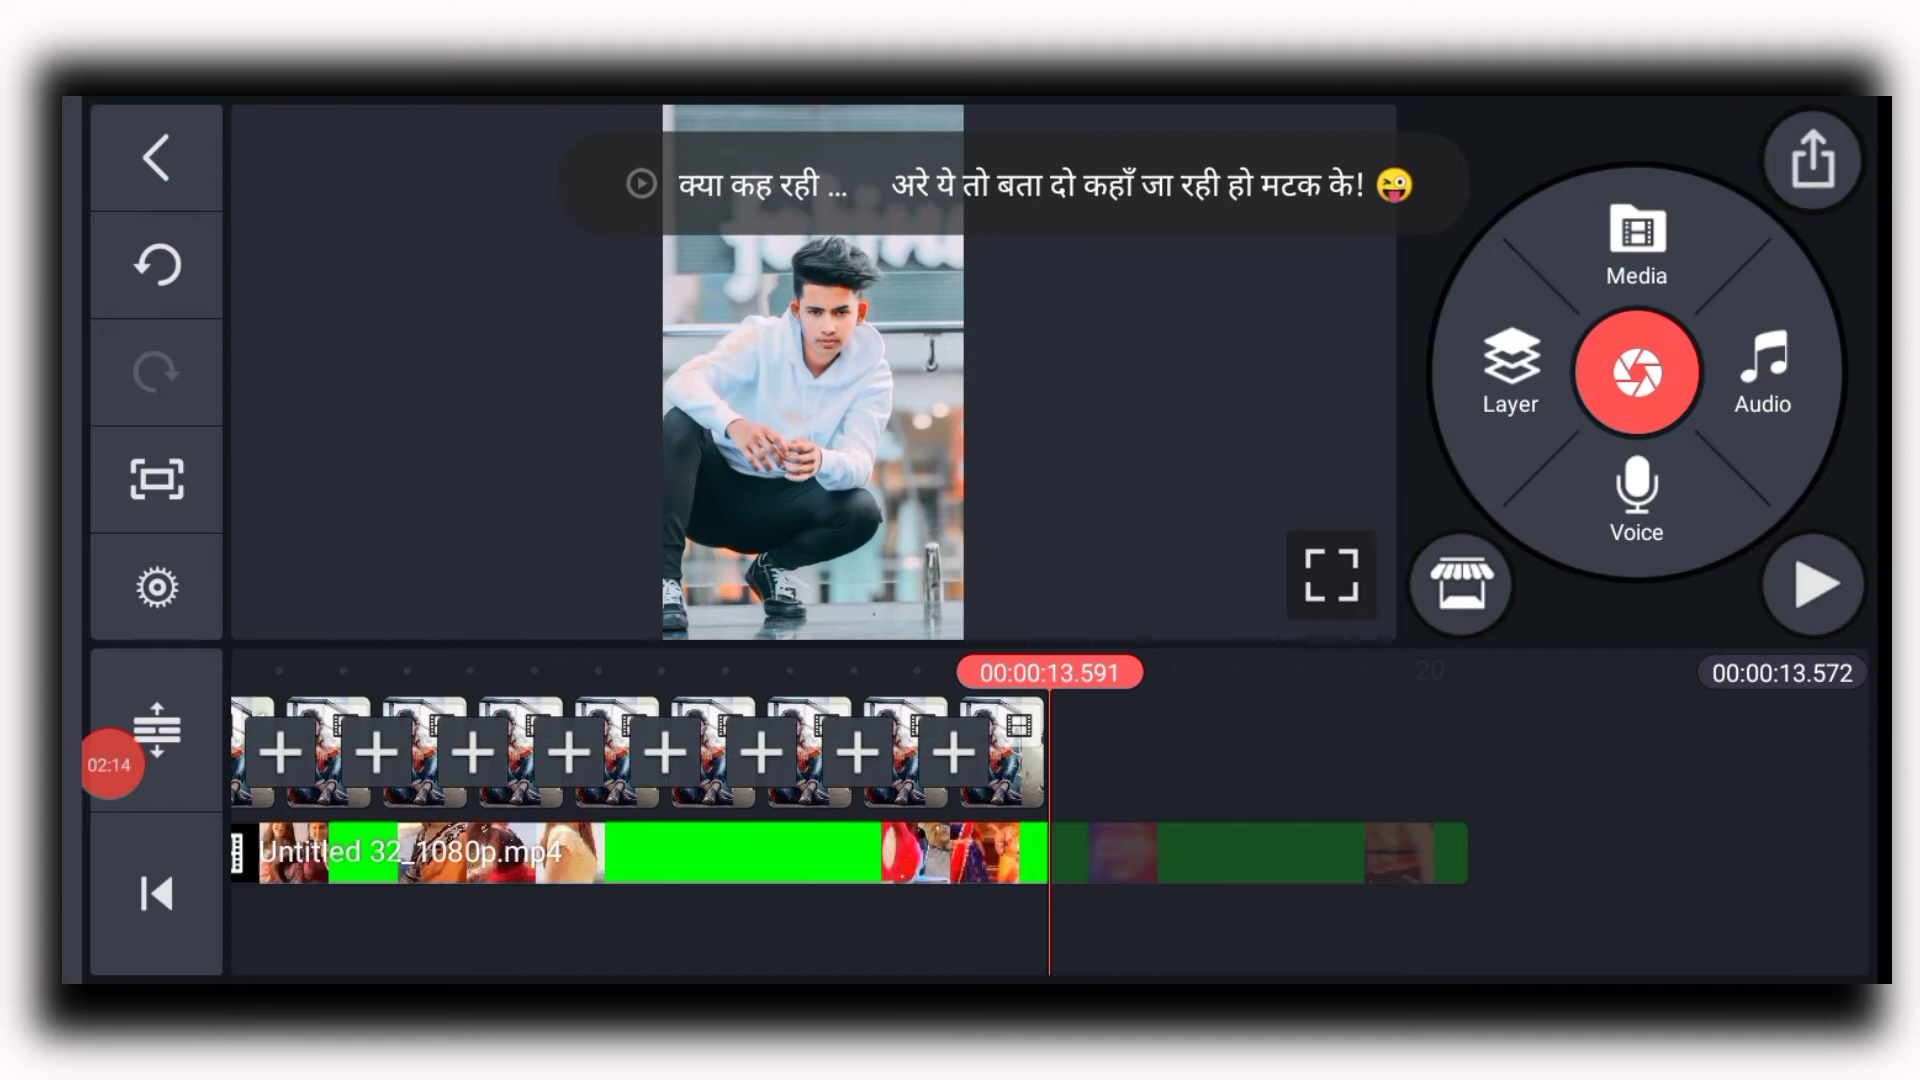 क्या कह रही ... अरे ये तो बता दो कहाँ जा रही हो मटक के! 😜
Media
Layer
Audio
Voice
00:00:13.591
20
00:00:13.572
02:14
Untitled 32_1080p.mp4